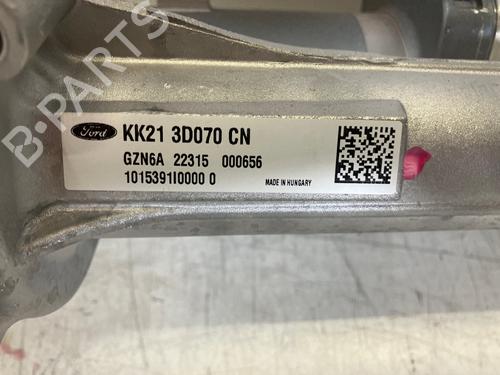 B-PARTS
Ford
KK21 3D070 CN
GZN6A 22315 000656
1015391I0000 0
MADE IN HUNGARY